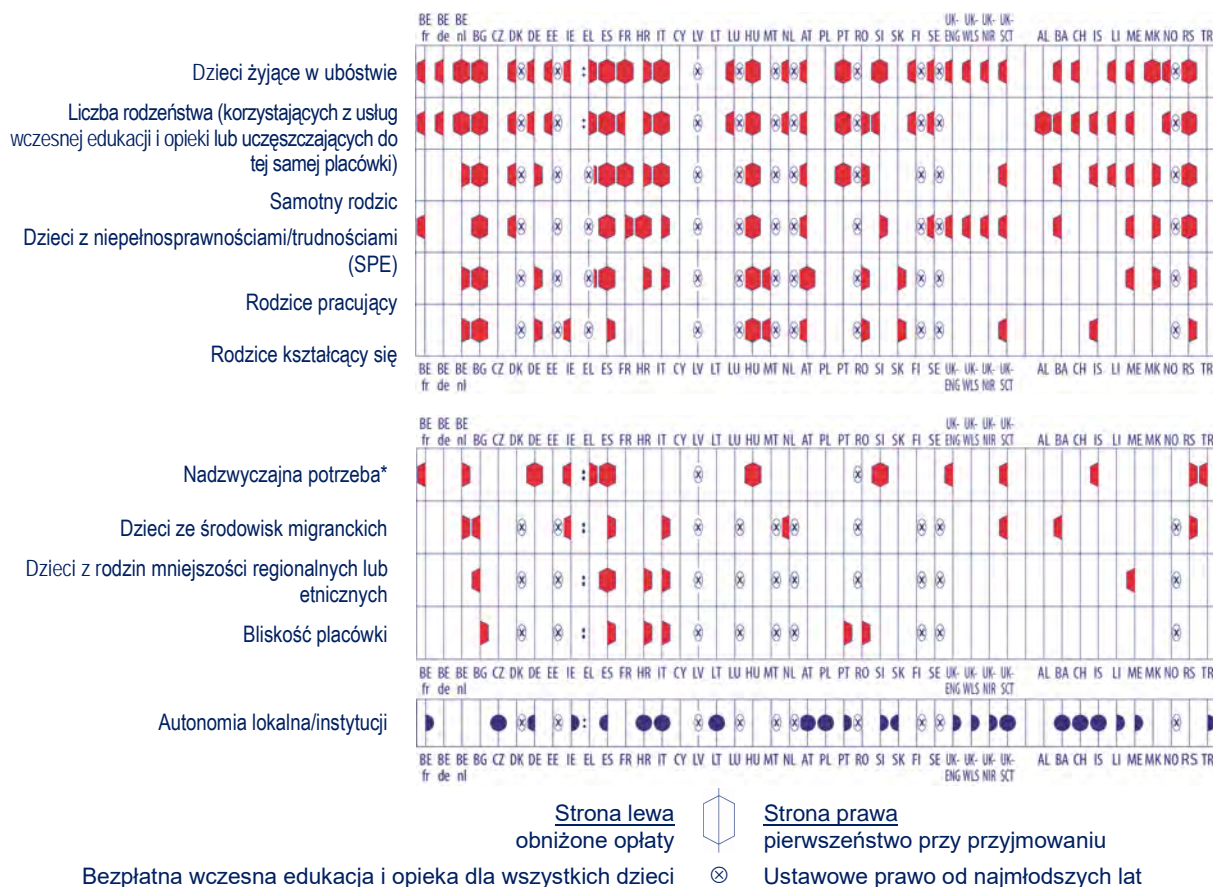 BE BE BE UK- UK- UK- UK-
fr de nl BG CZ DK DE EE IE EL ES FR HR IT CY LV LT LU HU MT NL AT PL PT RO SI SK FI SE ENG WLS NIR SCT AL BA CH IS LI ME MK NO RS TR
Dzieci żyjące w ubóstwie
Liczba rodzeństwa (korzystających z usług
wczesnej edukacji i opieki lub uczęszczających do
tej samej placówki)
Samotny rodzic
Dzieci z niepełnosprawnościami/trudnościami
(SPE)
Rodzice pracujący
Rodzice kształcący się
BE BE BE BG CZ DK DE EE IE EL ES FR HR IT CY LV LT LU HU MT NL AT PL PT RO SI SK FI SE UK- UK- UK- UK- AL BA CH IS LI ME MK NO RS TR
fr de nl ENG WLS NIR SCT
BE BE BE UK- UK- UK- UK-
fr de nl BG CZ DK DE EE IE EL ES FR HR IT CY LV LT LU HU MT NL AT PL PT RO SI SK FI SE ENG WLS NIR SCT AL BA CH IS LI ME MK NO RS TR
Nadzwyczajna potrzeba*
Dzieci ze środowisk migranckich
Dzieci z rodzin mniejszości regionalnych lub
etnicznych
Bliskość placówki
BE BE BE BG CZ DK DE EE IE EL ES FR HR IT CY LV LT LU HU MT NL AT PL PT RO SI SK FI SE UK- UK- UK- UK- AL BA CH IS LI ME MK NO RS TR
fr de nl ENG WLS NIR SCT
Autonomia lokalna/instytucji
BE BE BE BG CZ DK DE EE IE EL ES FR HR IT CY LV LT LU HU MT NL AT PL PT RO SI SK FI SE UK- UK- UK- UK- AL BA CH IS LI ME MK NO RS TR
fr de nl ENG WLS NIR SCT
Strona lewa
obniżone opłaty
Strona prawa
pierwszeństwo przy przyjmowaniu
Bezpłatna wczesna edukacja i opieka dla wszystkich dzieci ⊗ Ustawowe prawo od najmłodszych lat